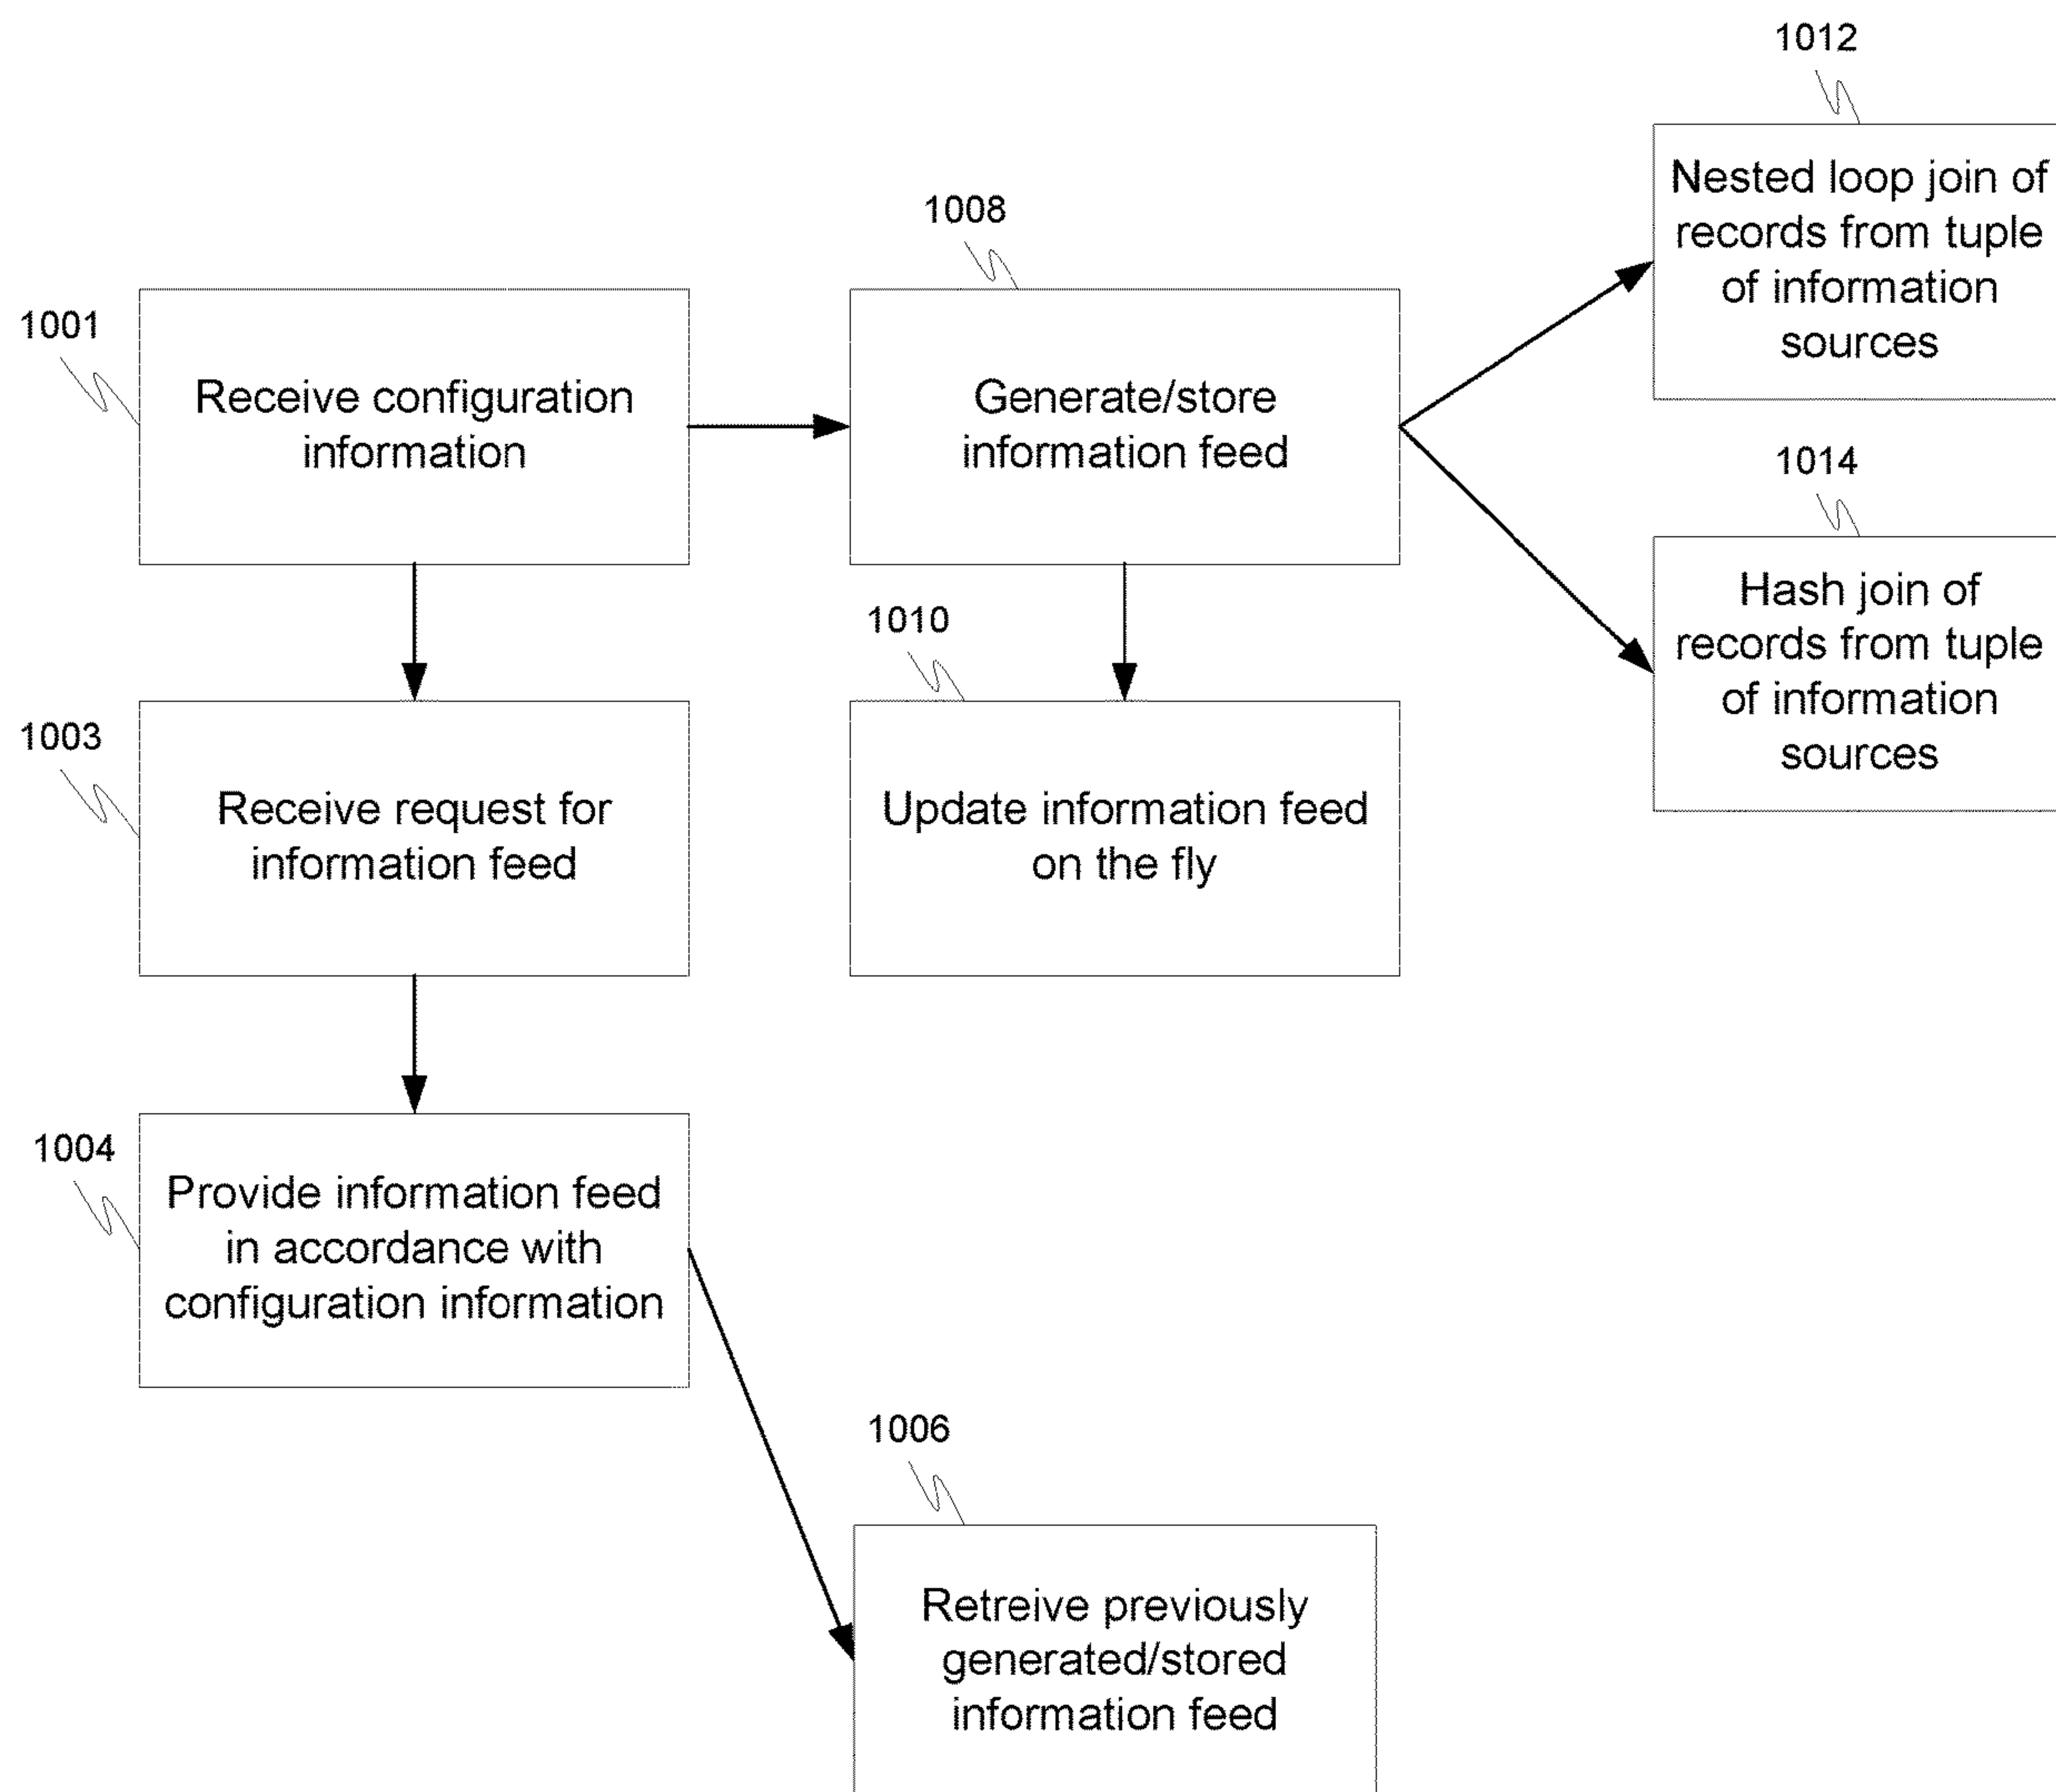 1012
Nested loop join of
records from tuple
of information
sources
1008
1001
Receive configuration
information
Generate/store
information feed
1014
Hash join of
records from tuple
of information
sources
1010
1003
Receive request for
information feed
Update information feed
on the fly
1004
Provide information feed
in accordance with
configuration information
1006
Retreive previously
generated/stored
information feed